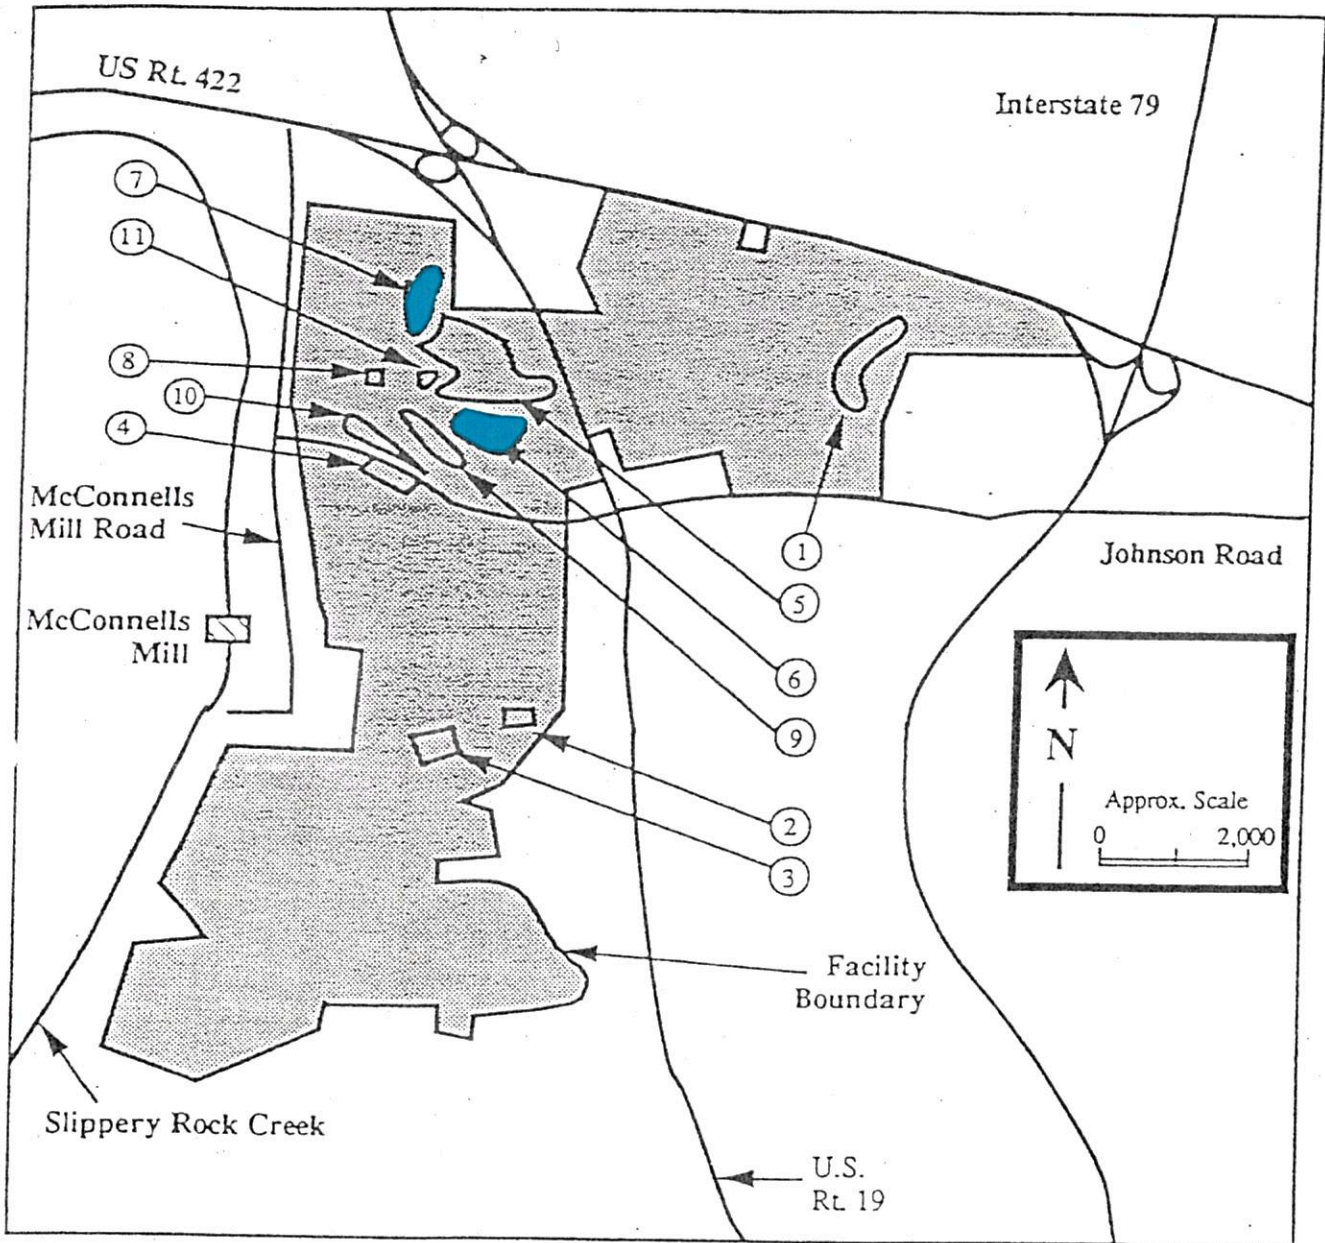 US Rt. 422
Interstate 79
7
11
8
10
4
McConnells
Mill Road
1
Johnson Road
5
McConnells
Mill
6
9
N
Approx. Scale
0 2,000
2
3
Facility
Boundary
Slippery Rock Creek
U.S.
Rt. 19